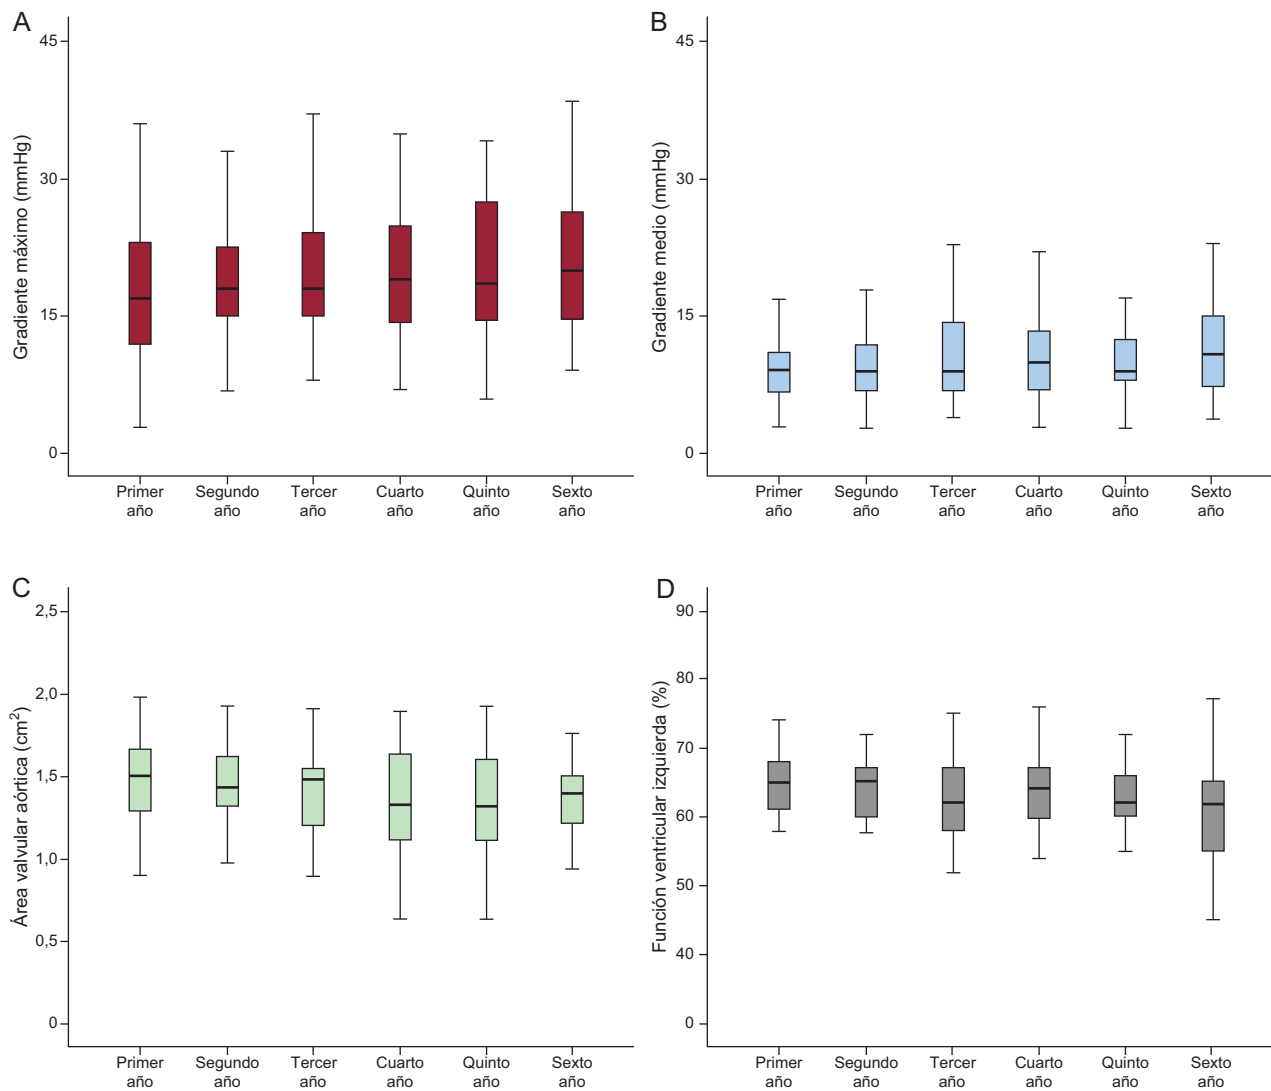 A
Gradiente máximo (mmHg)
45
30
15
0
Primer año
Segundo año
Tercer año
Cuarto año
Quinto año
Sexto año
B
Gradiente medio (mmHg)
45
30
15
0
Primer año
Segundo año
Tercer año
Cuarto año
Quinto año
Sexto año
C
Área valvular aórtica (cm²)
2,5
2,0
1,5
1,0
0,5
0
Primer año
Segundo año
Tercer año
Cuarto año
Quinto año
Sexto año
D
Función ventricular izquierda (%)
90
80
70
60
50
40
0
Primer año
Segundo año
Tercer año
Cuarto año
Quinto año
Sexto año